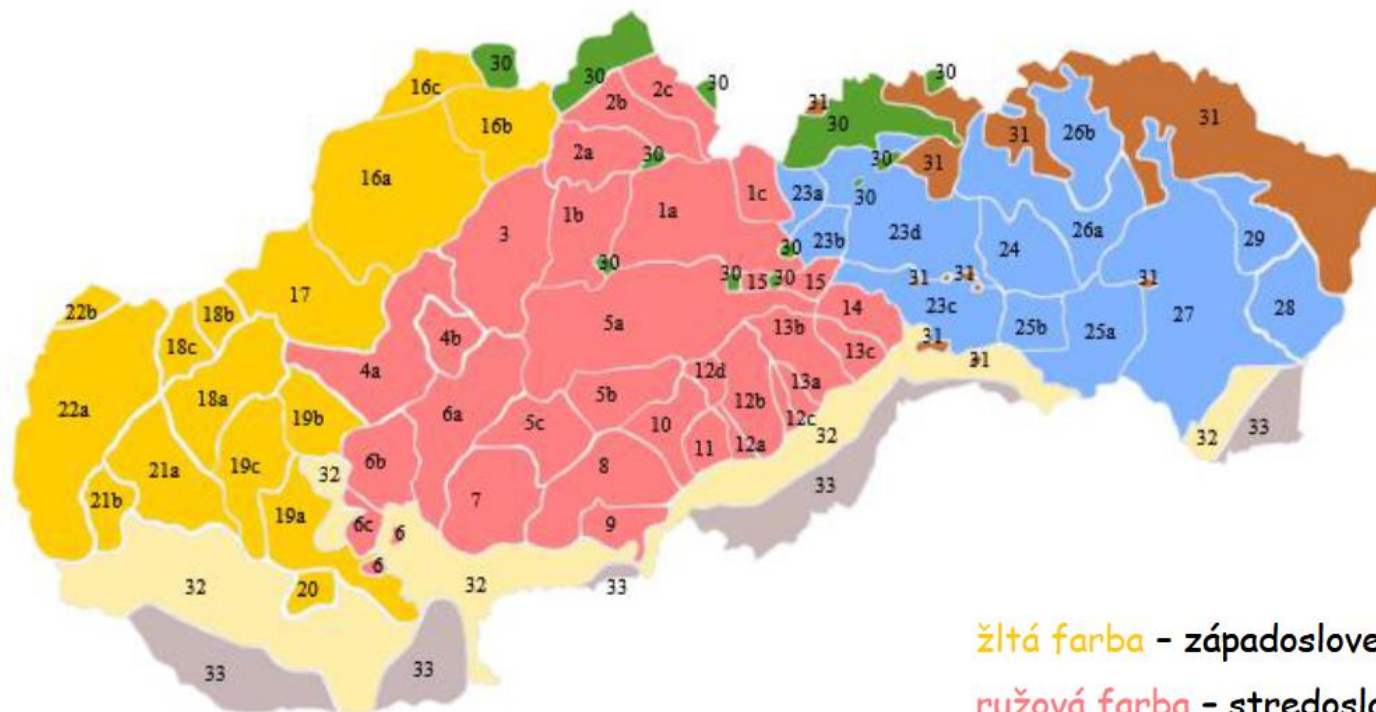 30
16c
30
2c
30
30
2b
31
16b
30
31
26b
31
2a
30
30
31
16a
1c
23a
30
1b
1a
3
23d
26a
29
30
23b
24
30
30
15
30
15
31
31
31
17
22b
18b
14
23c
27
28
5a
13b
25b
25a
4b
31
18c
13c
31
4a
12d
13a
18a
5b
12b
22a
19b
6a
5c
10
12c
32
32
33
11
12a
6b
19c
8
21a
32
33
21b
7
19a
6c
6
9
6
20
32
32
33
33
33
žltá farba – západoslove
ružová farba – stredoslo